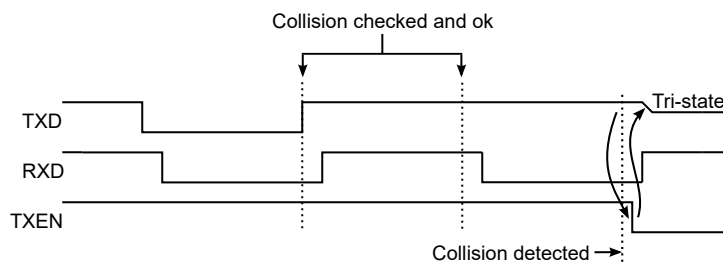 Collision checked and ok
Tri-state
TXD
RXD
TXEN
Collision detected